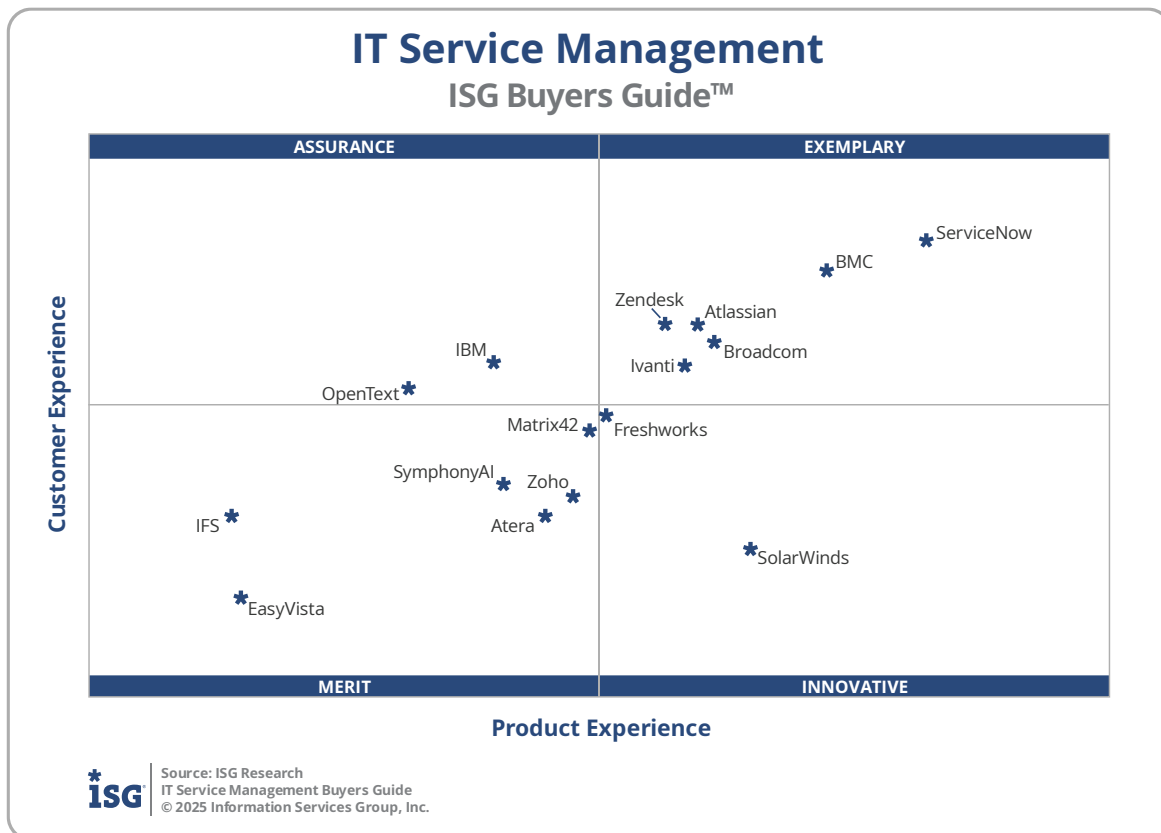 IT Service Management
ISG Buyers Guide™
ASSURANCE
EXEMPLARY
ServiceNow
BMC
Zendesk
Atlassian
Broadcom
IBM
Ivanti
OpenText
Matrix42
Freshworks
SymphonyAI
Zoho
IFS
Atera
SolarWinds
EasyVista
Customer Experience
MERIT
INNOVATIVE
Product Experience
iSG
Source: ISG Research
IT Service Management Buyers Guide
© 2025 Information Services Group, Inc.